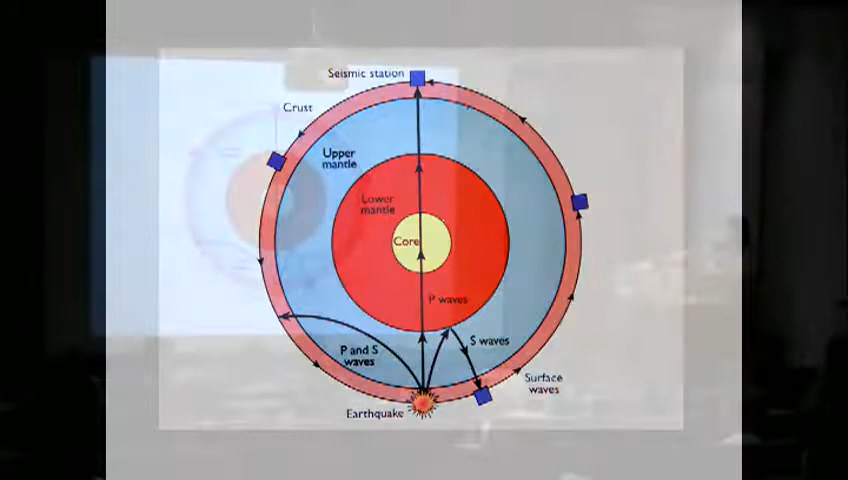 Seismic station
Crust
Upper
mantle
Lower
mantle
Core
P waves
S waves
P and S
waves
Surface
waves
Earthquake